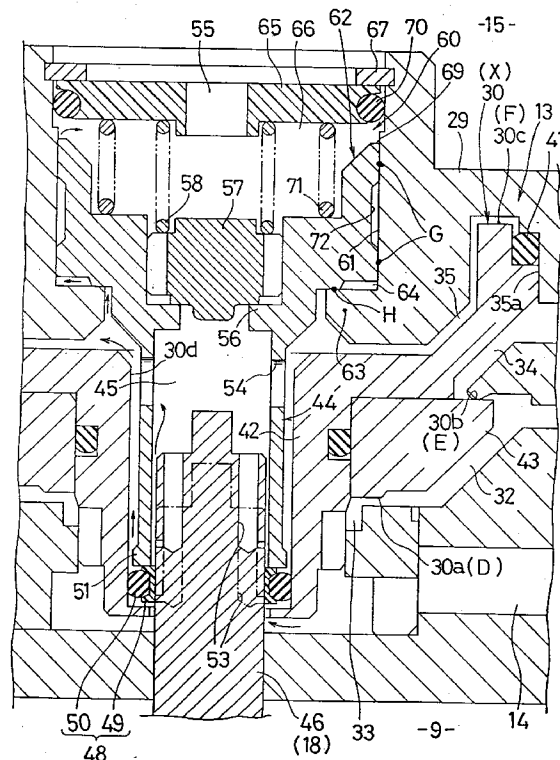 55 65 66 62 67 70 60 -15-
69 (X)
30
(F) 13
29 30c
58 57 71 72 61 G
64
56 H 35 35a
30d 63 34
45 54 44
42 30b
(E) 43
32
51 30a(D)
53
50 49
48
46
(18)
33 -9- 14